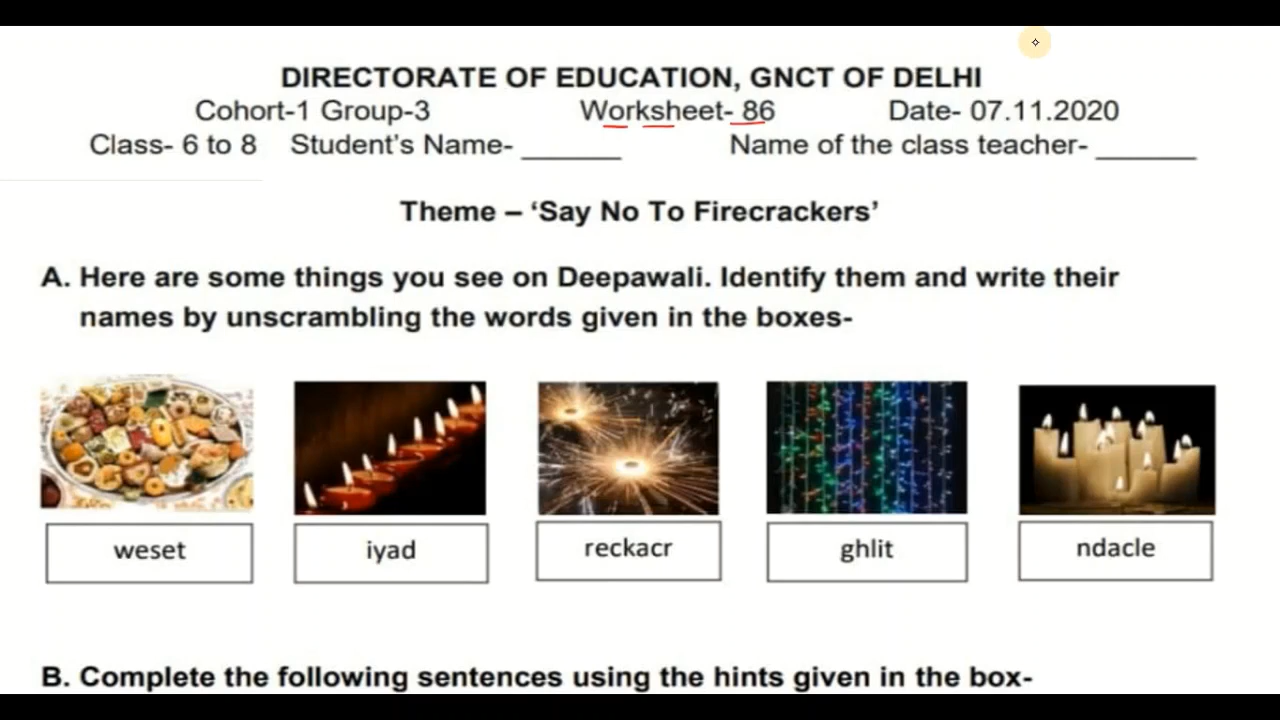 DIRECTORATE OF EDUCATION, GNCT OF DELHI
Cohort-1 Group-3 Worksheet- 86 Date- 07.11.2020
Class- 6 to 8 Student's Name- ______ Name of the class teacher- ______
Theme – ‘Say No To Firecrackers’
A. Here are some things you see on Deepawali. Identify them and write their
names by unscrambling the words given in the boxes-
weset iyad reckacr ghlit ndacle
B. Complete the following sentences using the hints given in the box-